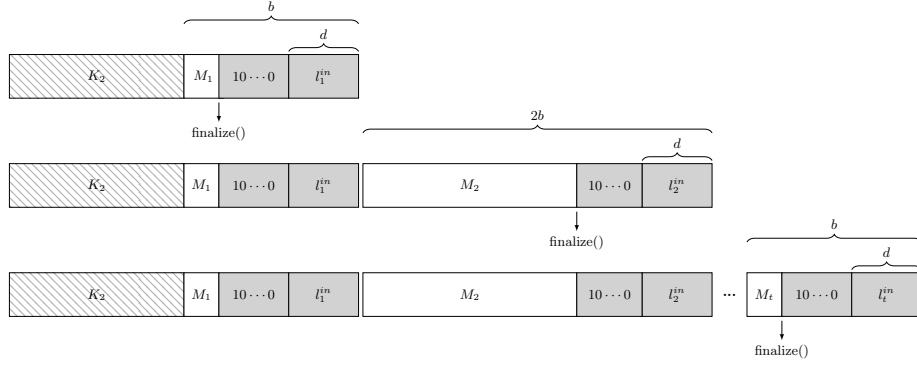 b
d
K₂ M₁ 10⋯0 l₁ⁱⁿ
finalize()
2b
d
K₂ M₁ 10⋯0 l₁ⁱⁿ M₂ 10⋯0 l₂ⁱⁿ
finalize()
b
d
K₂ M₁ 10⋯0 l₁ⁱⁿ M₂ 10⋯0 l₂ⁱⁿ ··· Mₜ 10⋯0 lₜⁱⁿ
finalize()